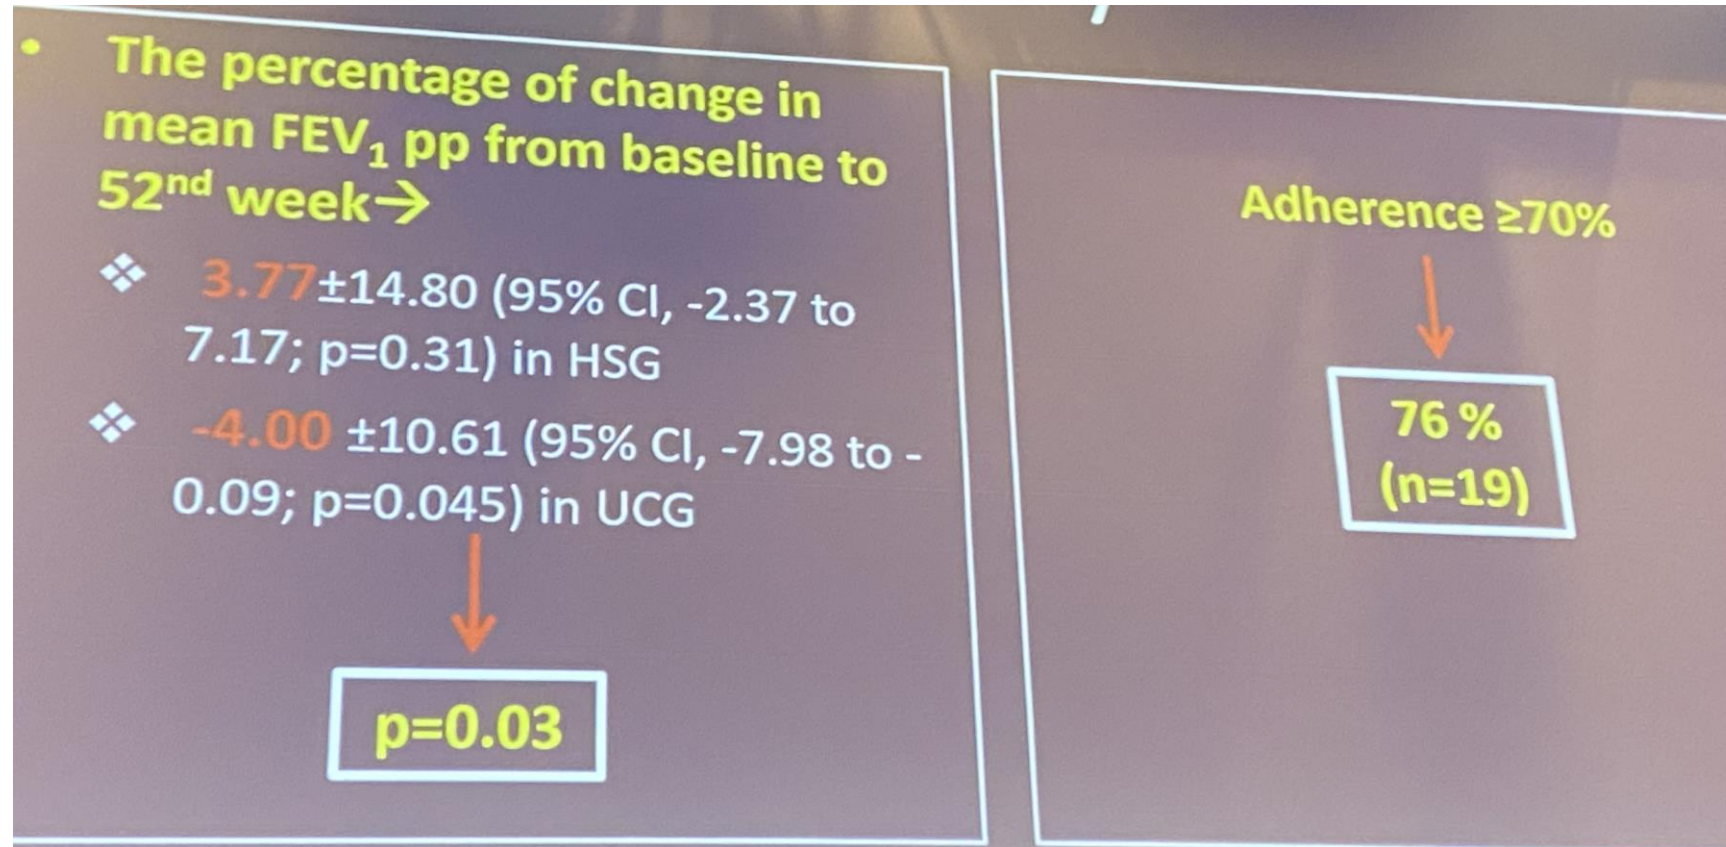 • The percentage of change in
mean FEV₁ pp from baseline to
52nd week→
❖ 3.77±14.80 (95% CI, -2.37 to
7.17; p=0.31) in HSG
❖ -4.00 ±10.61 (95% CI, -7.98 to -
0.09; p=0.045) in UCG
p=0.03
Adherence ≥70%
76 %
(n=19)